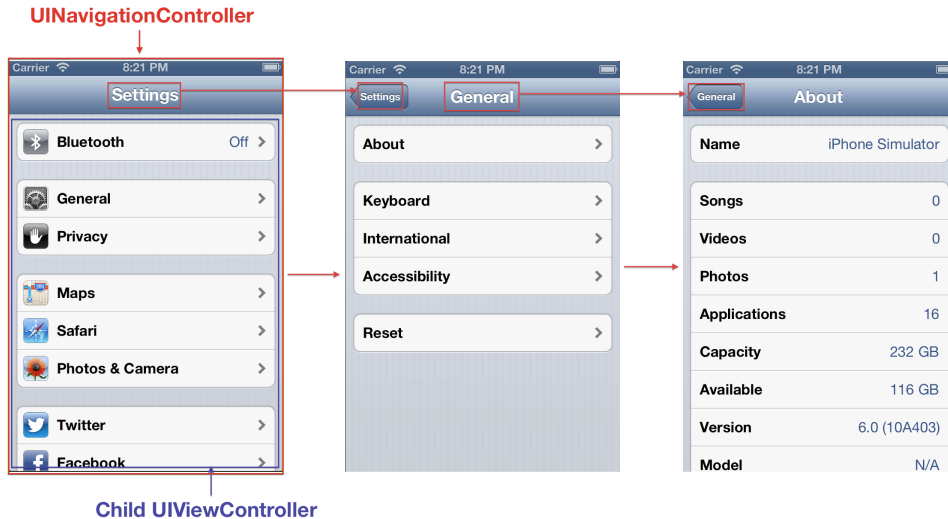 UINavigationController
Carrier 8:21 PM
Settings
Bluetooth Off
General
Privacy
Maps
Safari
Photos & Camera
Twitter
Facebook
Child UIViewController
Carrier 8:21 PM
Settings General
About
Keyboard
International
Accessibility
Reset
Carrier 8:21 PM
General About
Name iPhone Simulator
Songs 0
Videos 0
Photos 1
Applications 16
Capacity 232 GB
Available 116 GB
Version 6.0 (10A403)
Model N/A